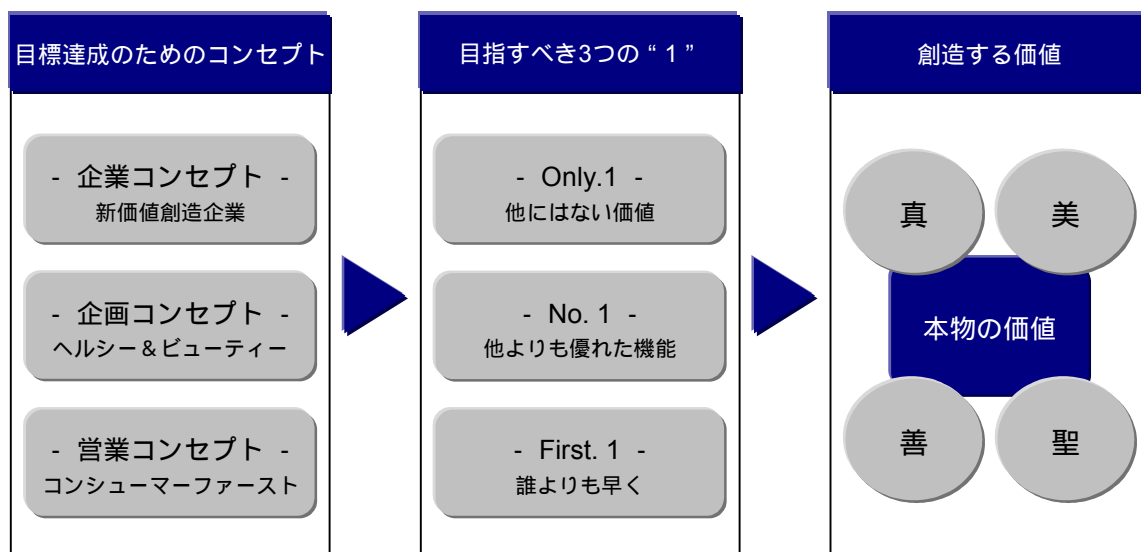 目標達成のためのコンセプト
- 企業コンセプト -
新価値創造企業
- 企画コンセプト -
ヘルシー＆ビューティー
- 営業コンセプト -
コンシューマーファースト
目指すべき3つの“1”
- Only.1 -
他にはない価値
- No. 1 -
他よりも優れた機能
- First. 1 -
誰よりも早く
創造する価値
真
美
本物の価値
善
聖